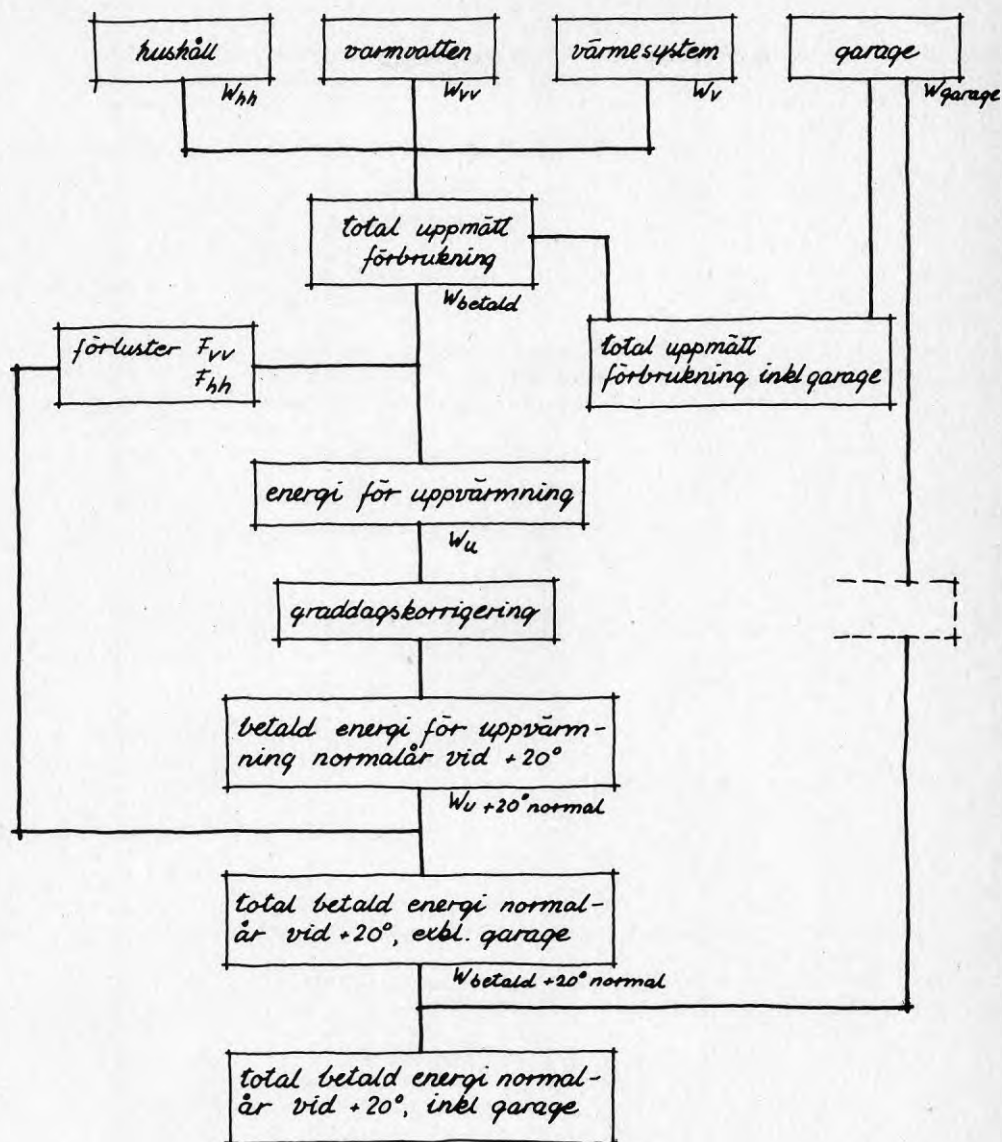 hushåll
varmvatten
värmesystem
garage
Whh
Wvv
Wv
Wgarage
total uppmätt
förbrukning
Wbetald
förluster Fvv
Fhh
total uppmätt
förbrukning inkl garage
energi för uppvärmning
Wu
graddagskorrigering
betald energi för uppvärm-
ning normalår vid +20°
Wu +20° normal
total betald energi normal-
år vid +20°, exkl. garage
Wbetald +20° normal
total betald energi normal-
år vid +20°, inkl garage